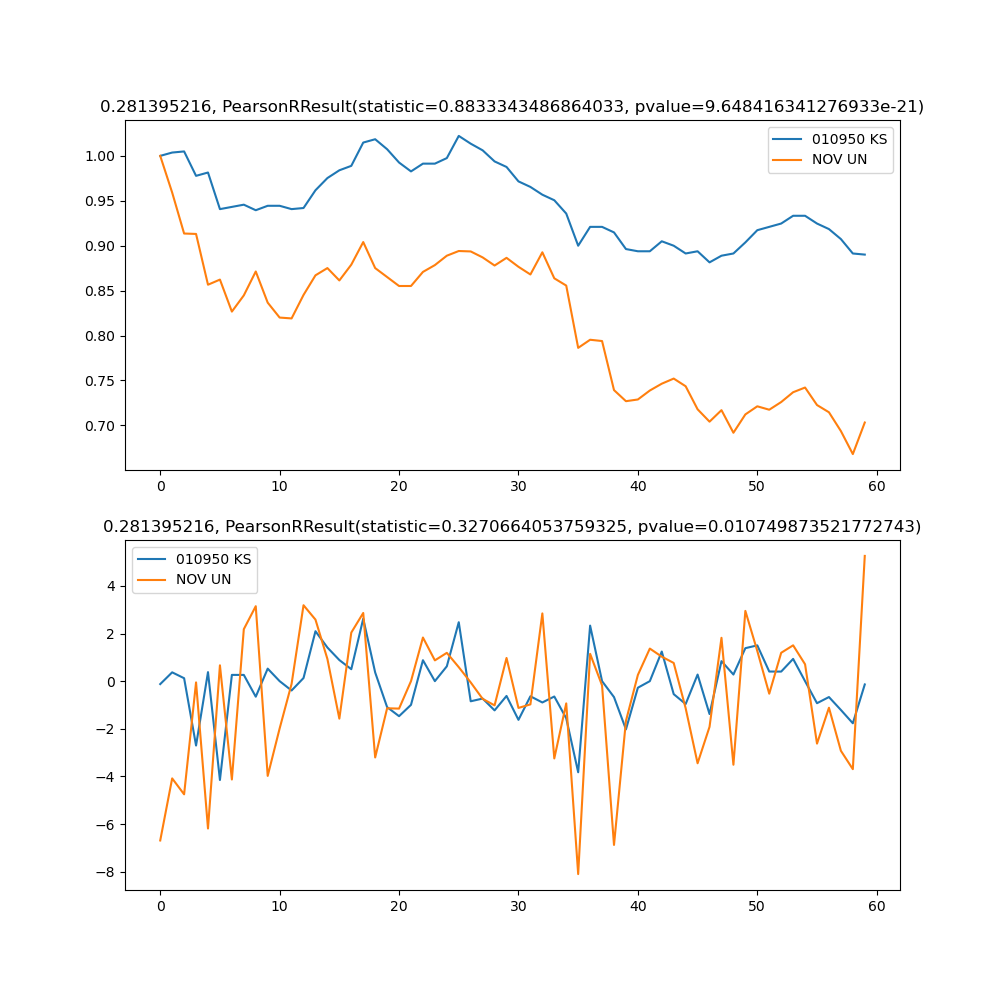 0.281395216, PearsonRResult(statistic=0.8833343486864033, pvalue=9.648416341276933e-21)
010950 KS
NOV UN
1.00
0.95
0.90
0.85
0.80
0.75
0.70
0 10 20 30 40 50 60
0.281395216, PearsonRResult(statistic=0.3270664053759325, pvalue=0.010749873521772743)
010950 KS
NOV UN
4
2
0
−2
−4
−6
−8
0 10 20 30 40 50 60